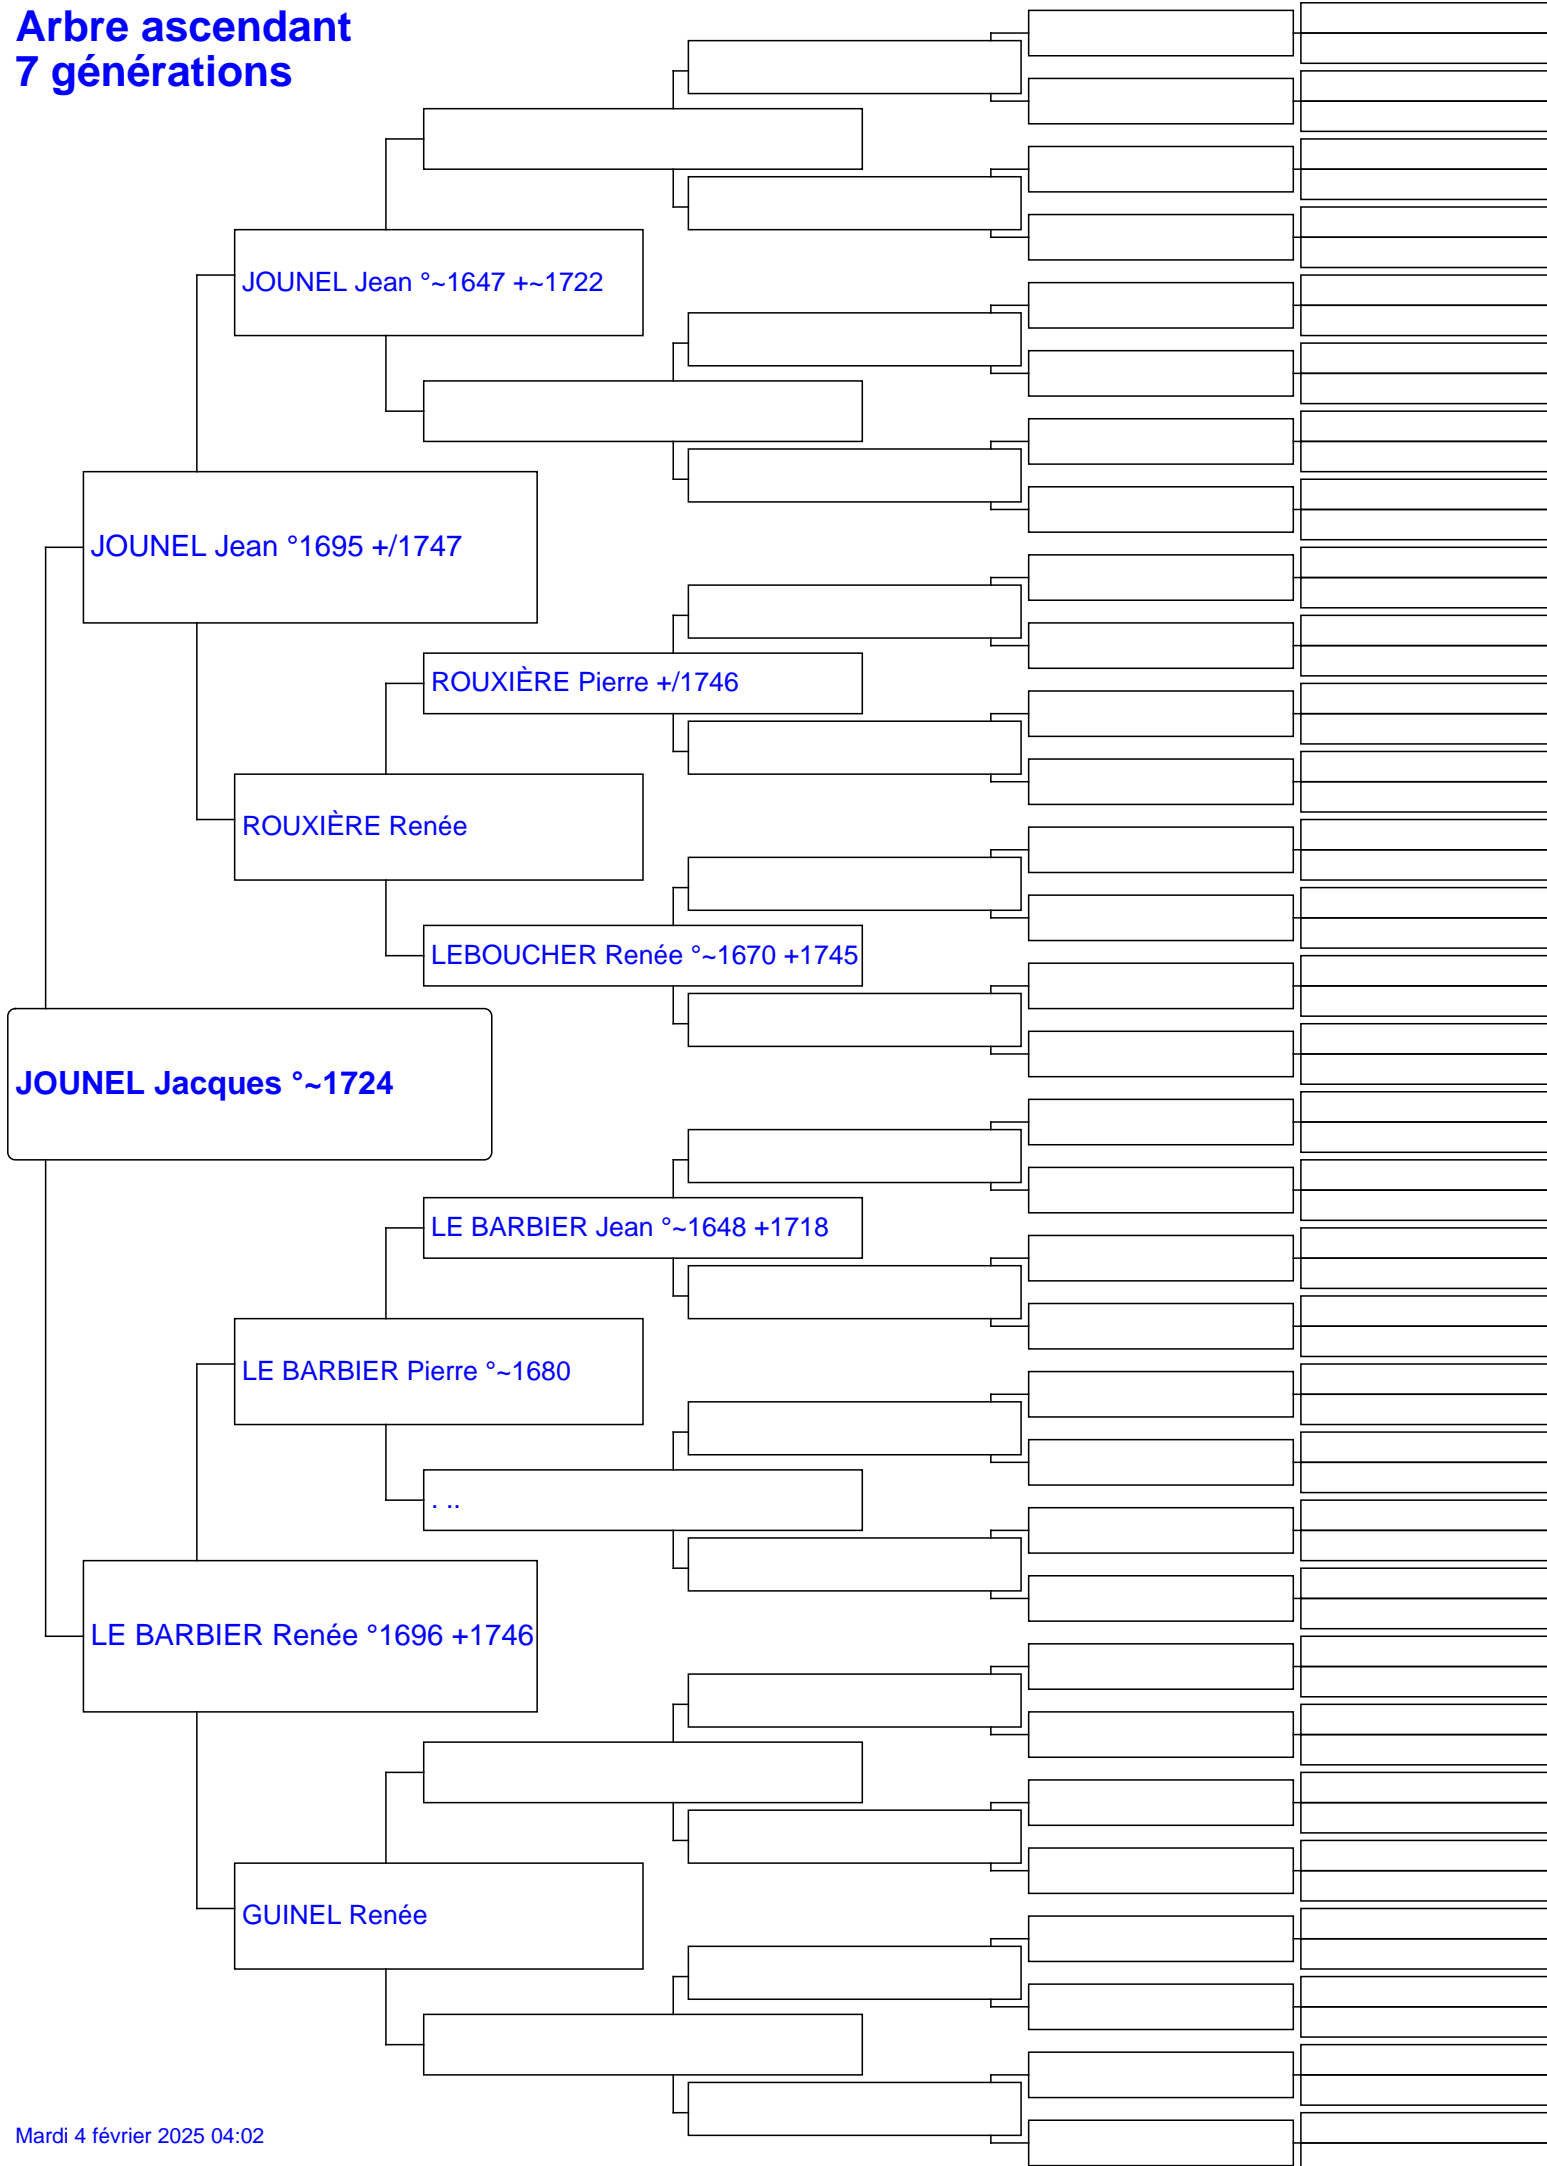 Arbre ascendant
7 générations
JOUNEL Jean °~1647 +~1722
JOUNEL Jean °1695 +/1747
ROUXIÈRE Pierre +/1746
ROUXIÈRE Renée
LEBOUCHER Renée °~1670 +1745
JOUNEL Jacques °~1724
LE BARBIER Jean °~1648 +1718
LE BARBIER Pierre °~1680
. ..
LE BARBIER Renée °1696 +1746
GUINEL Renée
Mardi 4 février 2025 04:02